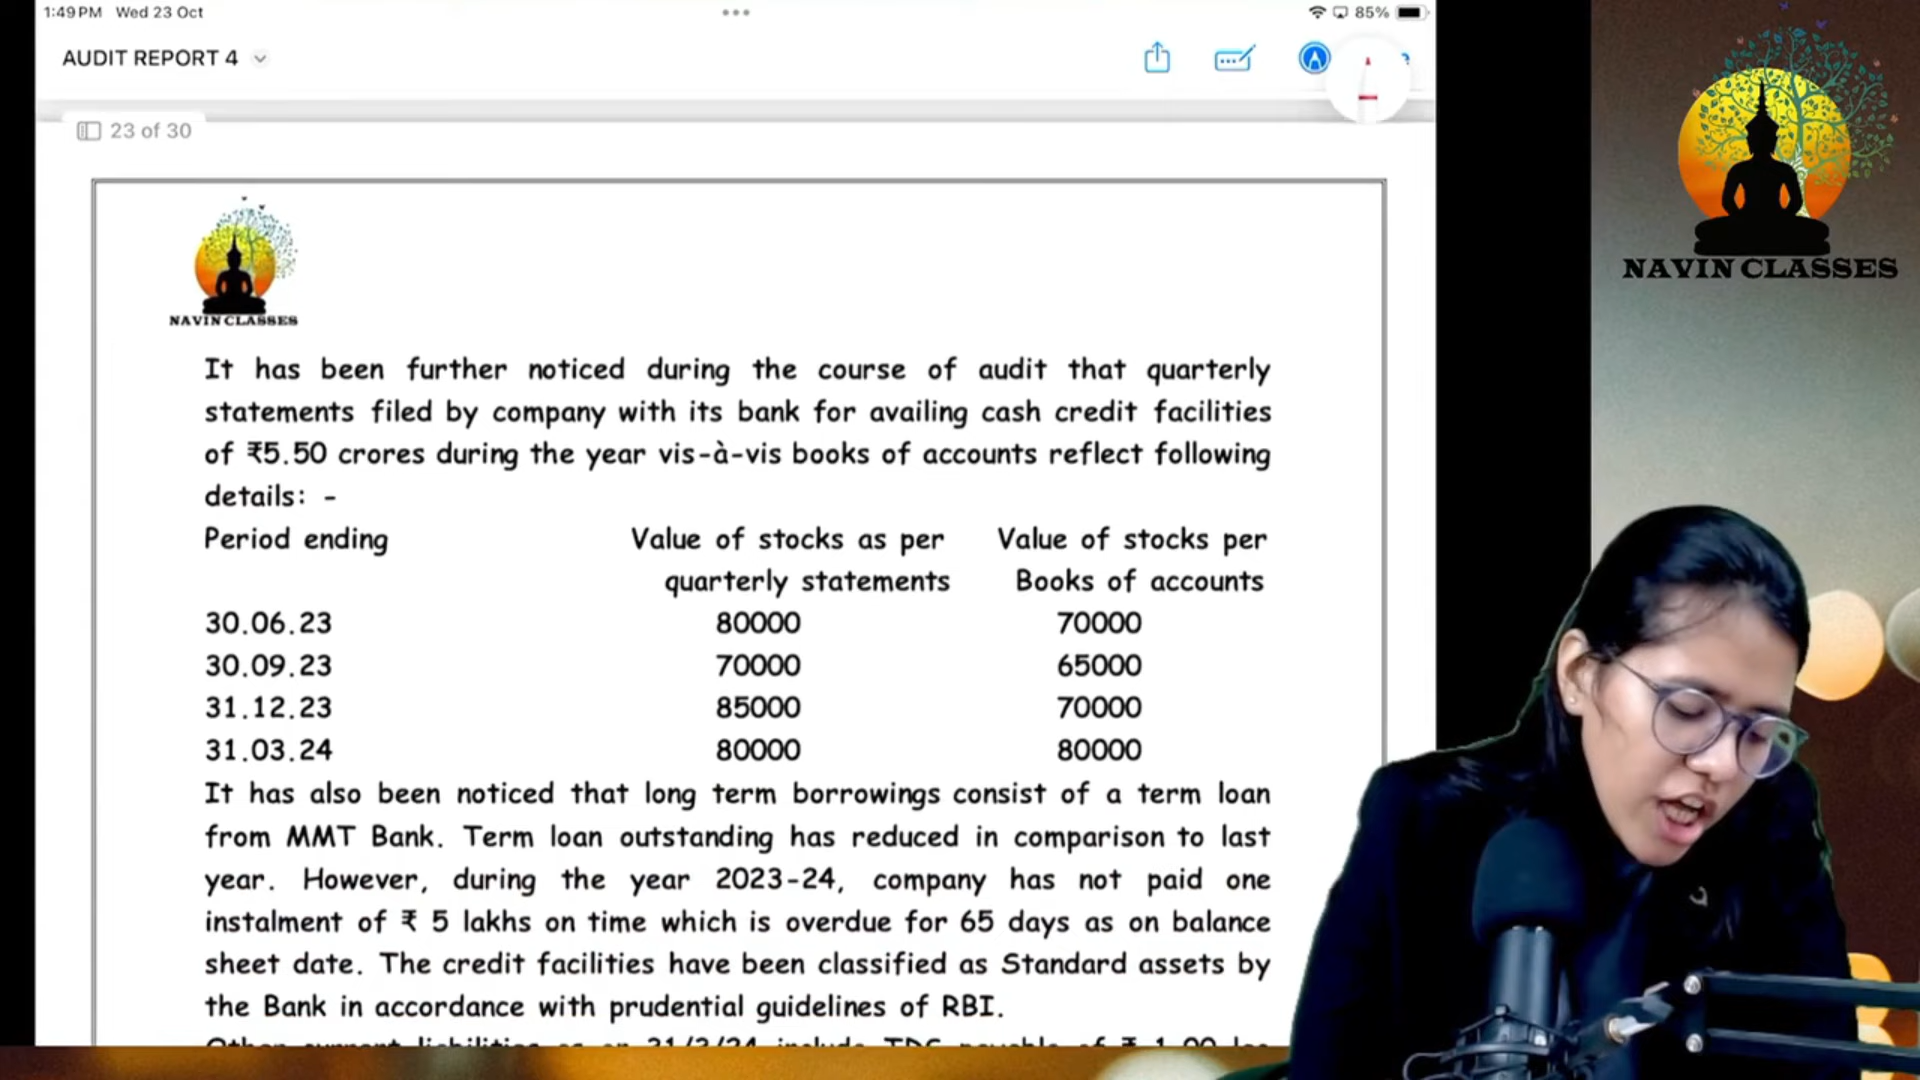 1:49 PM Wed 23 Oct
85%
AUDIT REPORT 4
23 of 30
NAVIN CLASSES
NAVIN CLASSES
It has been further noticed during the course of audit that quarterly
statements filed by company with its bank for availing cash credit facilities
of ₹5.50 crores during the year vis-à-vis books of accounts reflect following
details: -
Period ending Value of stocks as per Value of stocks per
quarterly statements Books of accounts
30.06.23 80000 70000
30.09.23 70000 65000
31.12.23 85000 70000
31.03.24 80000 80000
It has also been noticed that long term borrowings consist of a term loan
from MMT Bank. Term loan outstanding has reduced in comparison to last
year. However, during the year 2023-24, company has not paid one
instalment of ₹ 5 lakhs on time which is overdue for 65 days as on balance
sheet date. The credit facilities have been classified as Standard assets by
the Bank in accordance with prudential guidelines of RBI.